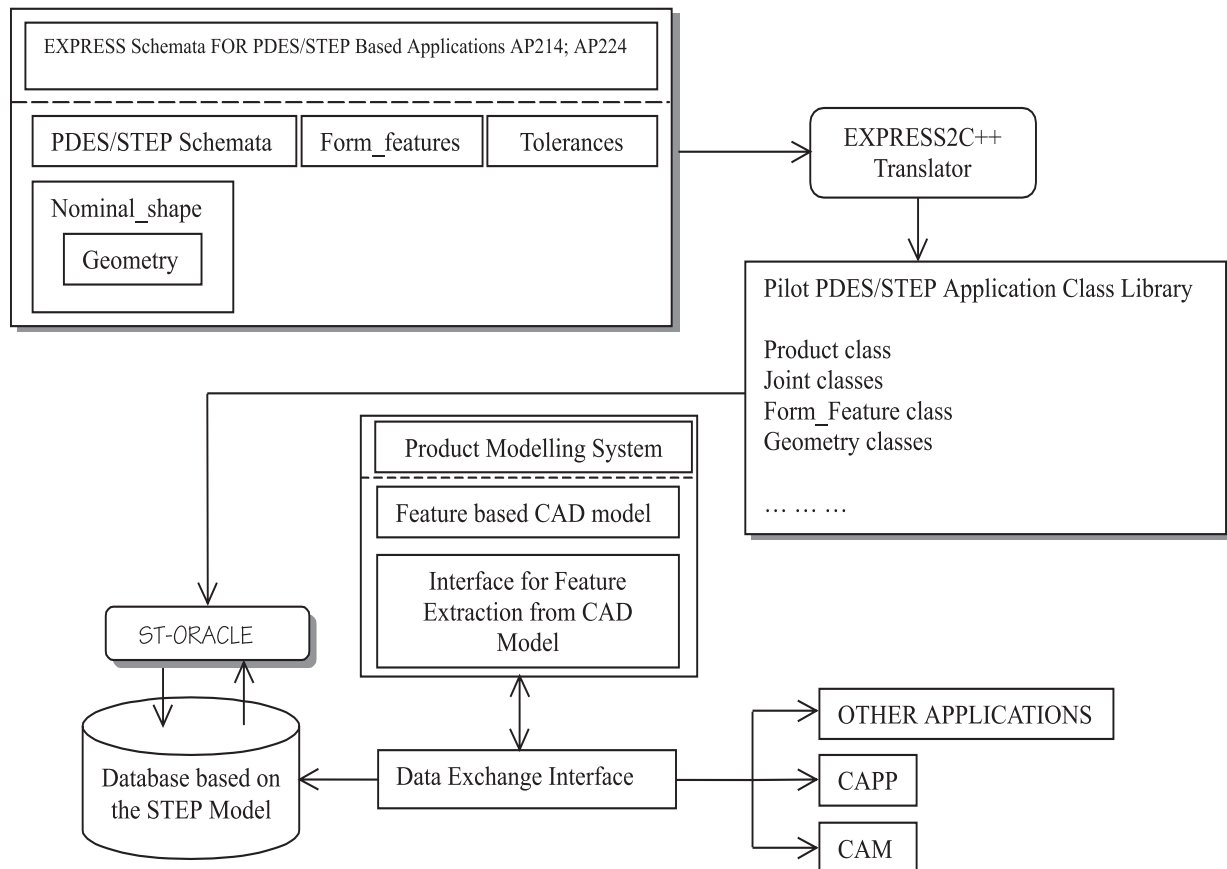 EXPRESS Schemata FOR PDES/STEP Based Applications AP214; AP224
PDES/STEP Schemata
Form_features
Tolerances
Nominal_shape
Geometry
EXPRESS2C++
Translator
Pilot PDES/STEP Application Class Library
Product class
Joint classes
Form_Feature class
Geometry classes
… … …
Product Modelling System
Feature based CAD model
Interface for Feature
Extraction from CAD
Model
ST-ORACLE
Database based on
the STEP Model
Data Exchange Interface
OTHER APPLICATIONS
CAPP
CAM